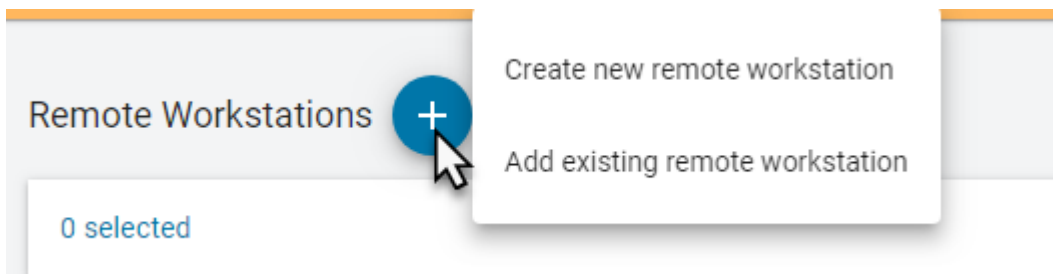 Remote Workstations
Create new remote workstation
Add existing remote workstation
0 selected